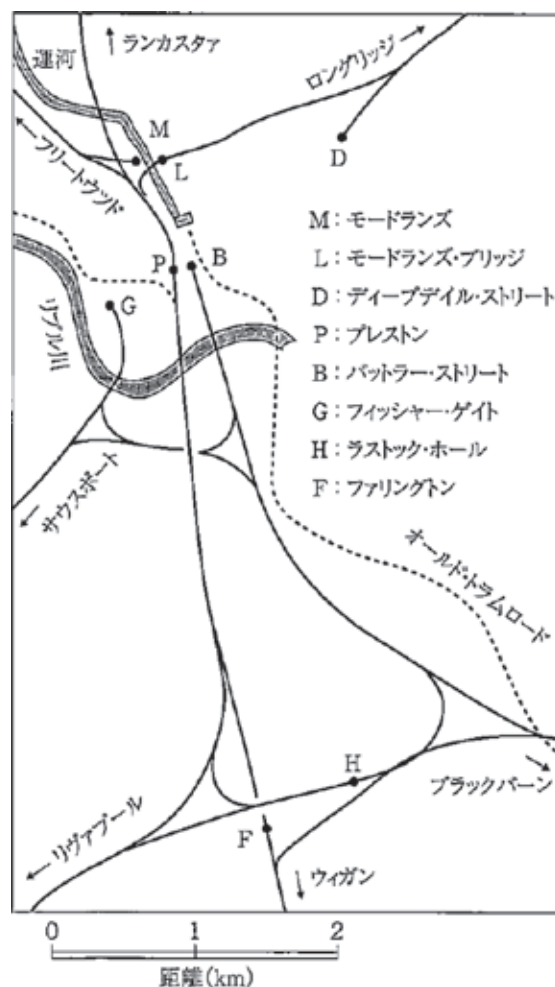 ランカスタァ
運河
ロングリッジ
M
L
D
フリートウッド
P
B
G
リブル川
サウスポート
M：モードランズ
L：モードランズ・ブリッジ
D：ディープデイル・ストリート
P：プレストン
B：バットラー・ストリート
G：フィッシャー・ゲイト
H：ラストック・ホール
F：ファリングトン
オールド・トラムロード
H
ブラックバーン
F
リヴァプール
ウィガン
0 1 2
距離(km)